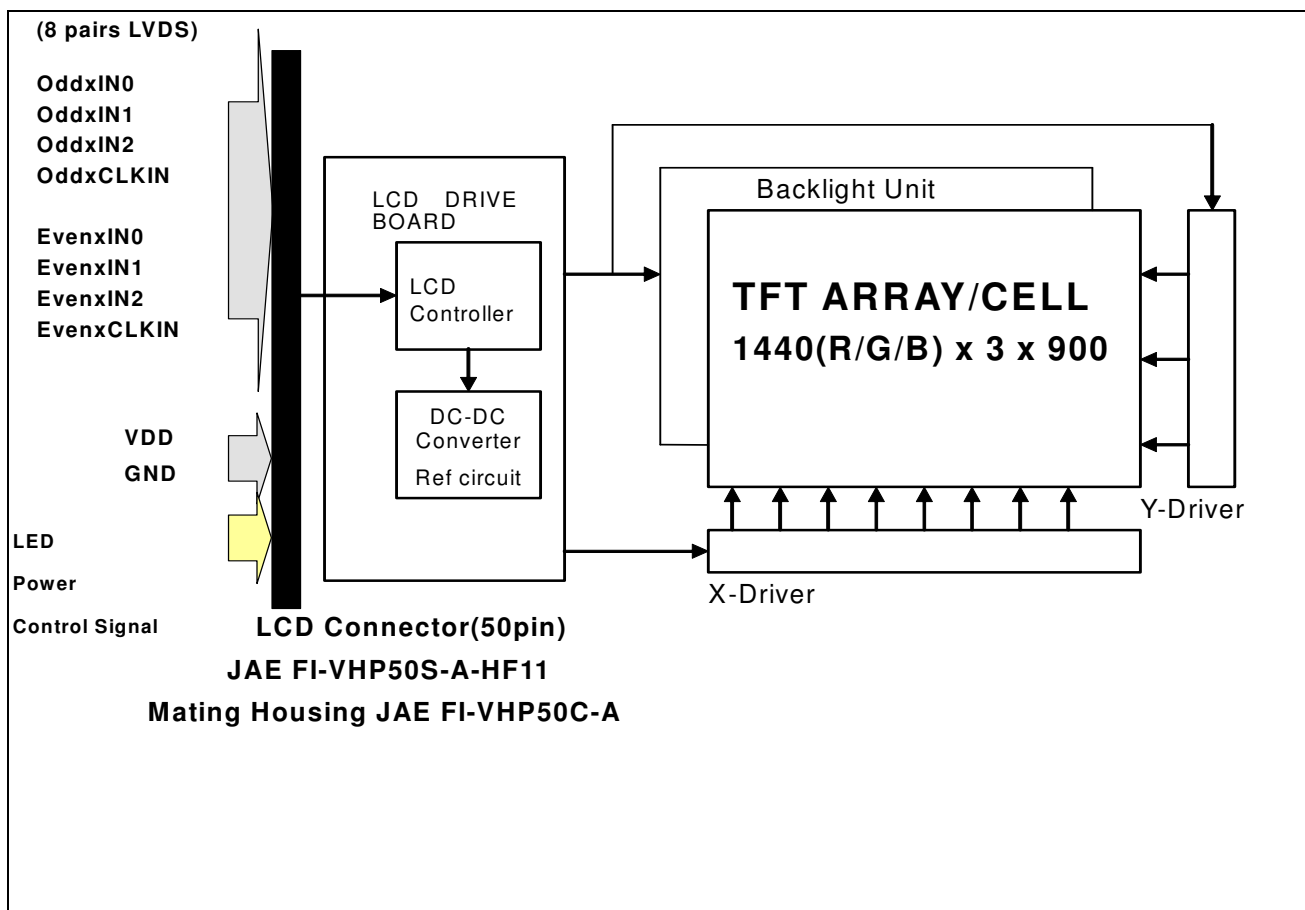 (8 pairs LVDS)
OddxIN0
OddxIN1
OddxIN2
OddxCLKIN
EvenxIN0
EvenxIN1
EvenxIN2
EvenxCLKIN
VDD
GND
LED
Power
Control Signal
LCD DRIVE
BOARD
LCD
Controller
DC-DC
Converter
Ref circuit
Backlight Unit
TFT ARRAY/CELL
1440(R/G/B) x 3 x 900
Y-Driver
X-Driver
LCD Connector(50pin)
JAE FI-VHP50S-A-HF11
Mating Housing JAE FI-VHP50C-A